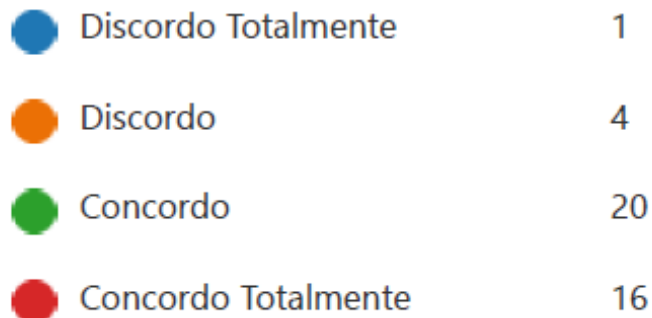 Discordo Totalmente 1
Discordo 4
Concordo 20
Concordo Totalmente 16